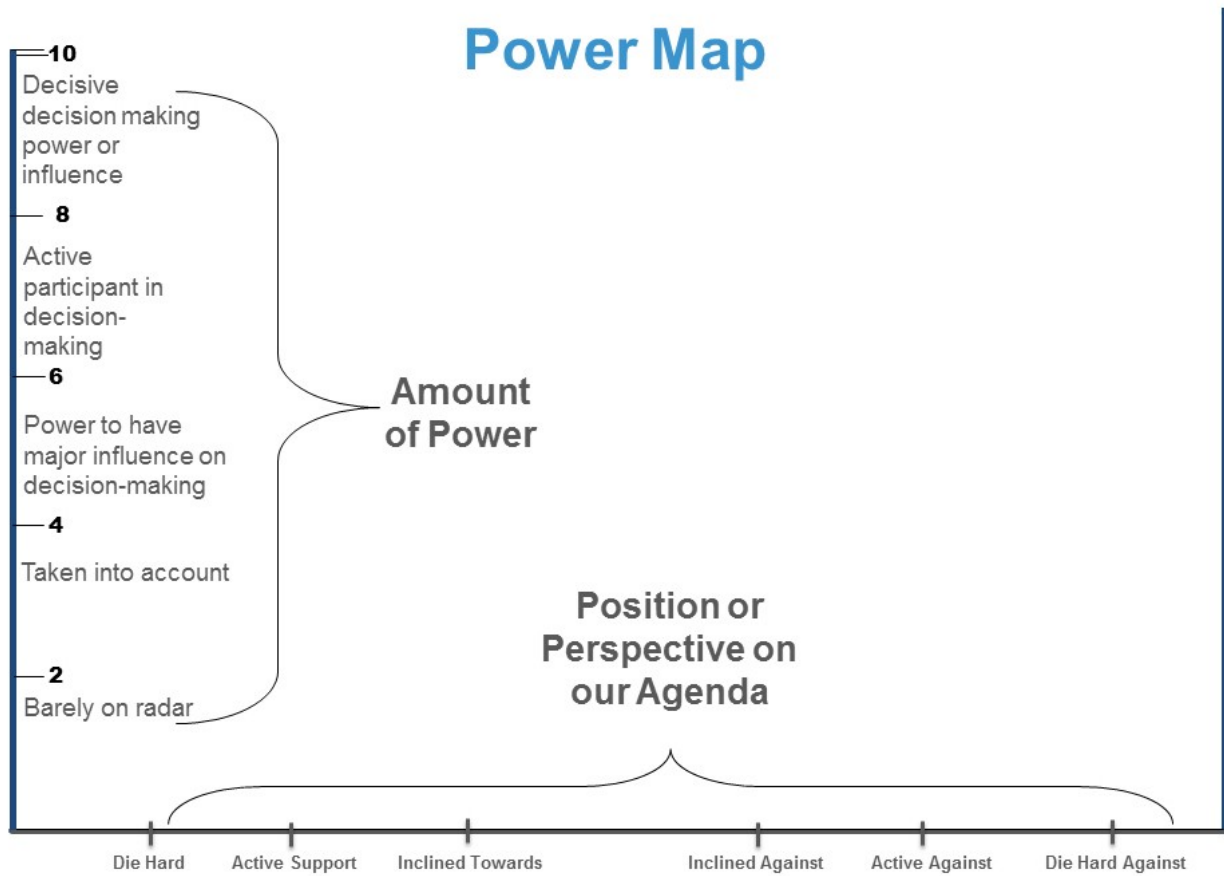 Power Map
10
Decisive
decision making
power or
influence
8
Active
participant in
decision-
making
6
Power to have
major influence on
decision-making
4
Taken into account
2
Barely on radar
Amount
of Power
Position or
Perspective on
our Agenda
Die Hard
Active Support
Inclined Towards
Inclined Against
Active Against
Die Hard Against